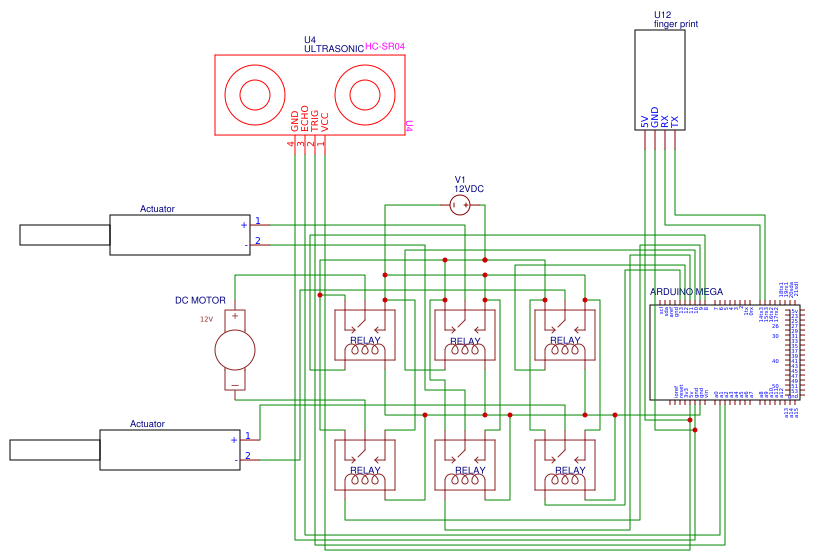 U12
finger print
U4
ULTRASONIC
HC-SR04
U4
GND
ECHO
TRIG
VCC
4
3
2
1
5V
GND
RX
TX
V1
12VDC
Actuator
+ 1
- 2
DC MOTOR
12V
+
ARDUINO MEGA
RELAY
RELAY
RELAY
Actuator
+ 1
- 2
RELAY
RELAY
RELAY
26
30
40
50